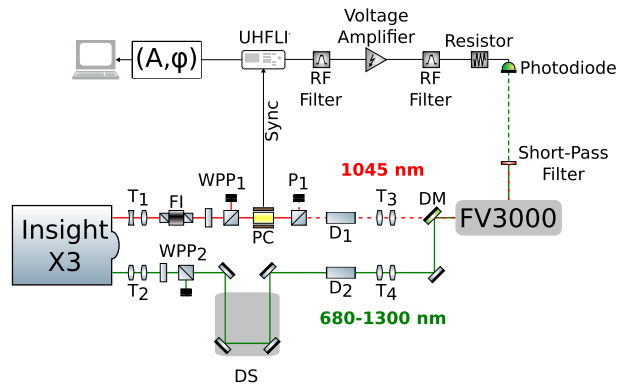 Voltage
Amplifier
UHFLI
Resistor
(A,φ)
RF
Filter
RF
Filter
Photodiode
Sync
Short-Pass
Filter
1045 nm
WPP1
P1
T1
FI
T3
DM
Insight
X3
PC
D1
FV3000
WPP2
T2
D2
T4
680-1300 nm
DS